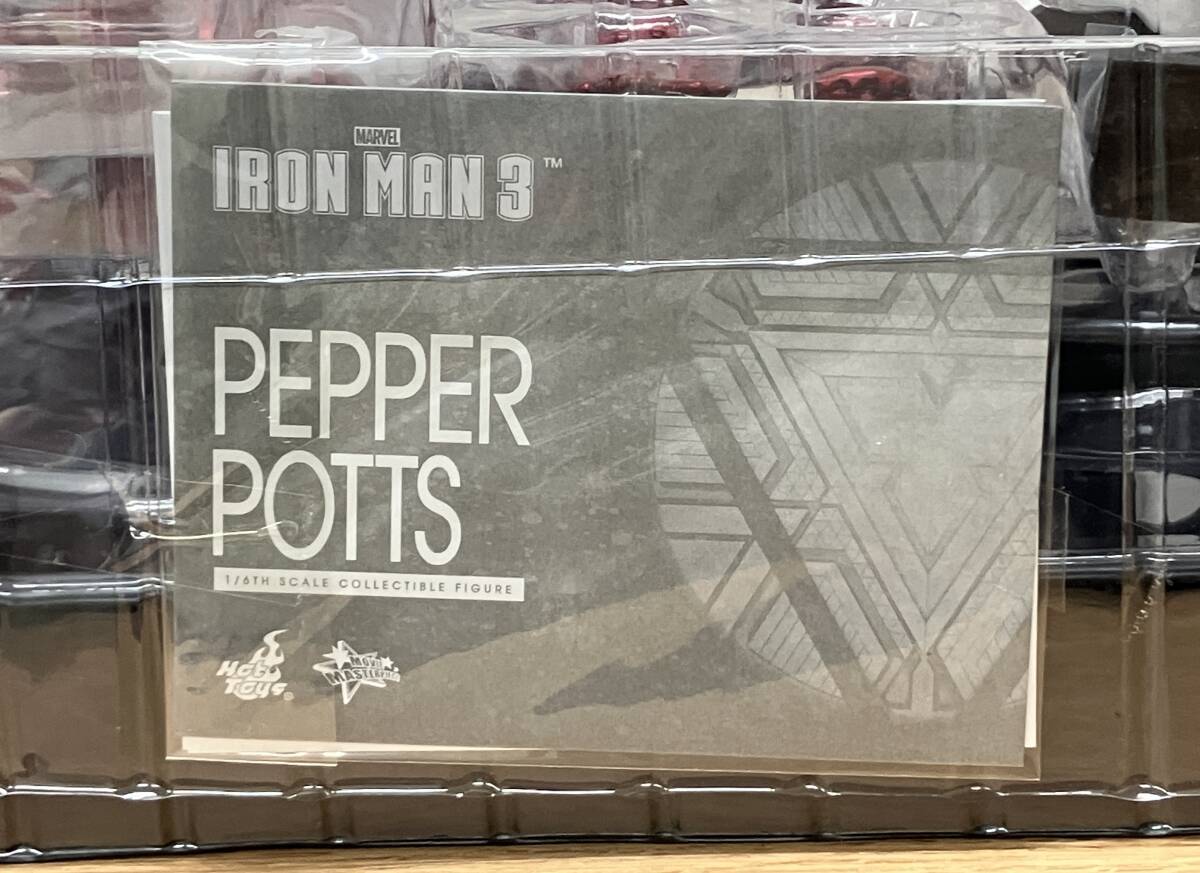 MARVEL
IRON MAN 3™
PEPPER
POTTS
1/6TH SCALE COLLECTIBLE FIGURE
Hot
Toys®
MOVIE
MASTERPIECE